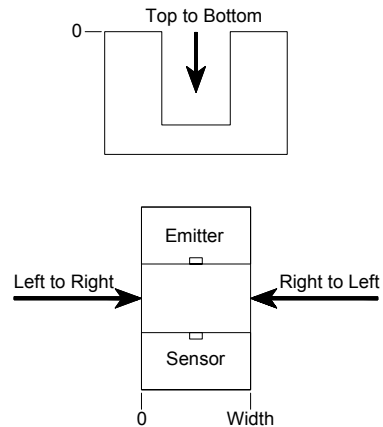 Top to Bottom
0
Emitter
Left to Right
Right to Left
Sensor
0
Width